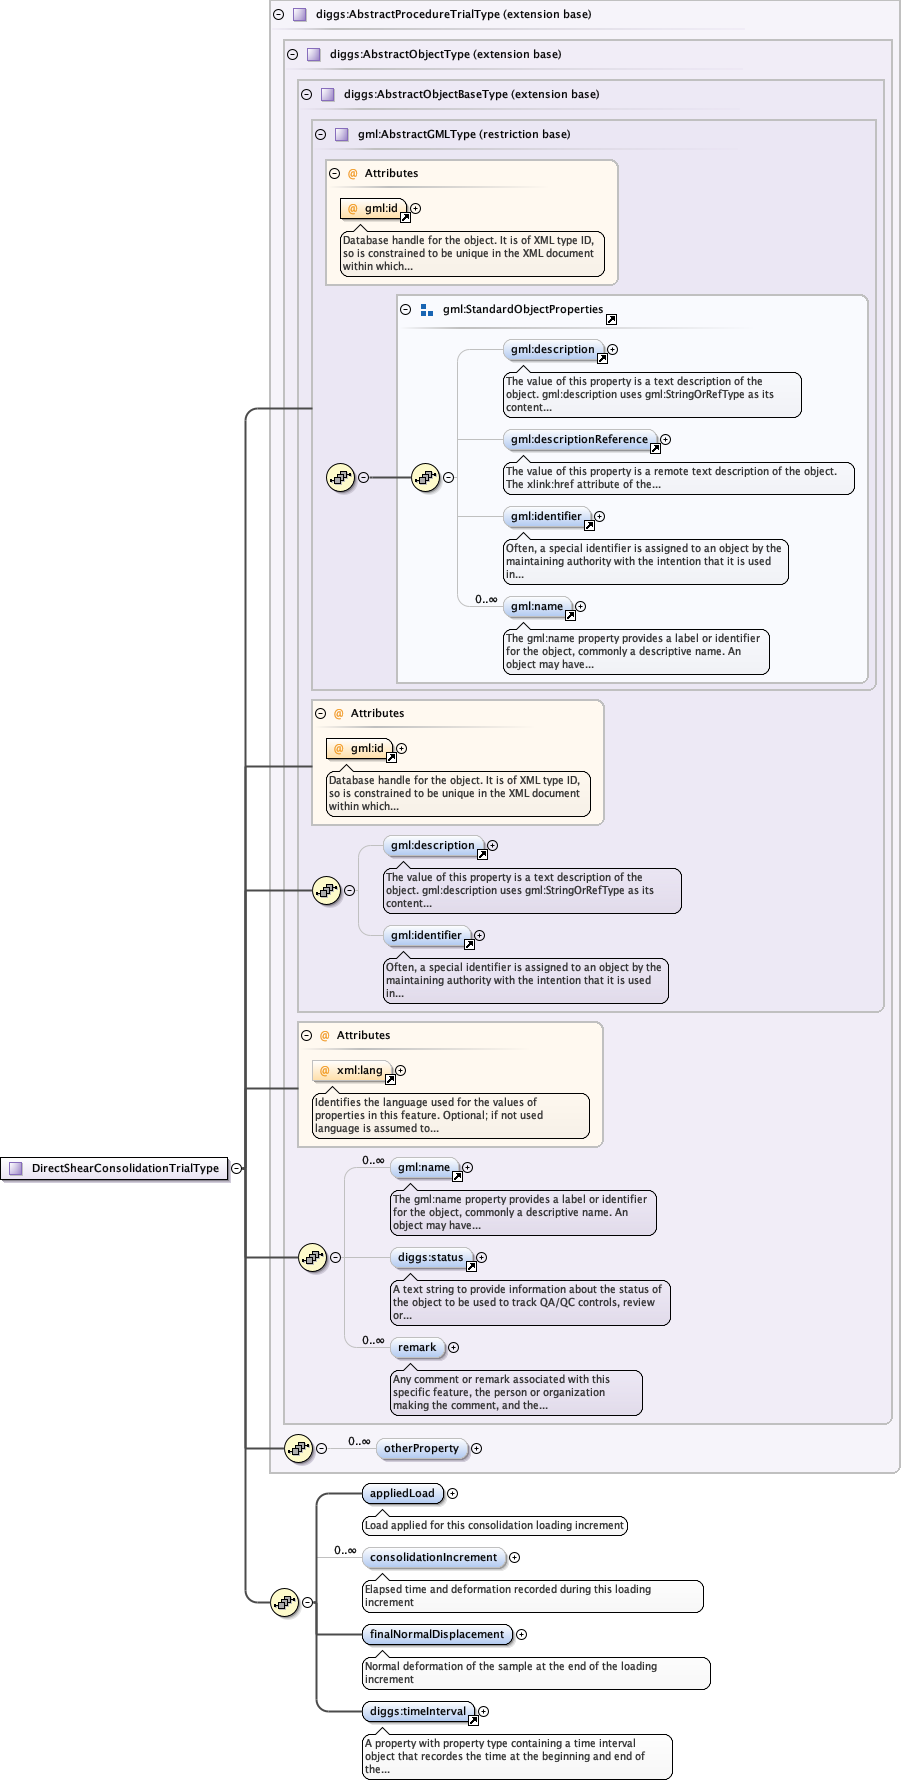 diggs:AbstractProcedureTrialType (extension base)
diggs:AbstractObjectType (extension base)
diggs:AbstractObjectBaseType (extension base)
gml:AbstractGMLType (restriction base)
@ Attributes
@ gml:id
Database handle for the object. It is of XML type ID,
so is constrained to be unique in the XML document
within which...
gml:StandardObjectProperties
gml:description
The value of this property is a text description of the
object. gml:description uses gml:StringOrRefType as its
content...
gml:descriptionReference
The value of this property is a remote text description of the object.
The xlink:href attribute of the...
gml:identifier
Often, a special identifier is assigned to an object by the
maintaining authority with the intention that it is used
in...
0..∞
gml:name
The gml:name property provides a label or identifier
for the object, commonly a descriptive name. An
object may have...
@ Attributes
@ gml:id
Database handle for the object. It is of XML type ID,
so is constrained to be unique in the XML document
within which...
gml:description
The value of this property is a text description of the
object. gml:description uses gml:StringOrRefType as its
content...
gml:identifier
Often, a special identifier is assigned to an object by the
maintaining authority with the intention that it is used
in...
@ Attributes
@ xml:lang
Identifies the language used for the values of
properties in this feature. Optional; if not used
language is assumed to...
DirectShearConsolidationTrialType
0..∞
gml:name
The gml:name property provides a label or identifier
for the object, commonly a descriptive name. An
object may have...
diggs:status
A text string to provide information about the status of
the object to be used to track QA/QC controls, review
or...
0..∞
remark
Any comment or remark associated with this
specific feature, the person or organization
making the comment, and the...
0..∞
otherProperty
appliedLoad
Load applied for this consolidation loading increment
0..∞
consolidationIncrement
Elapsed time and deformation recorded during this loading
increment
finalNormalDisplacement
Normal deformation of the sample at the end of the loading
increment
diggs:timeInterval
A property with property type containing a time interval
object that recordes the time at the beginning and end of
the...